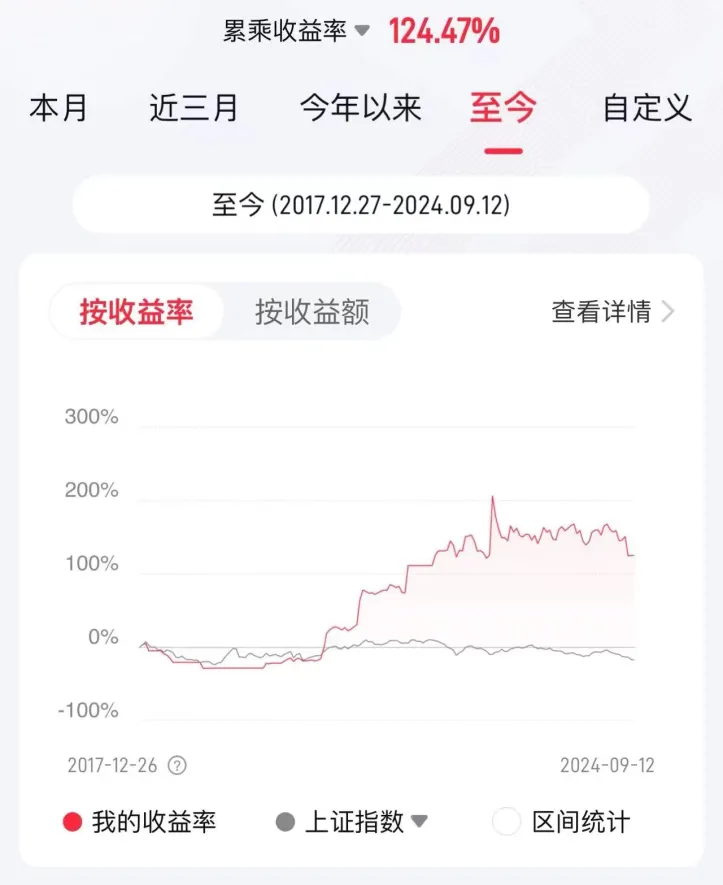 累乘收益率 124.47%
本月 近三月 今年以来 至今 自定义
至今 (2017.12.27-2024.09.12)
按收益率 按收益额 查看详情
300%
200%
100%
0%
-100%
2017-12-26 ? 2024-09-12
我的收益率 上证指数 区间统计